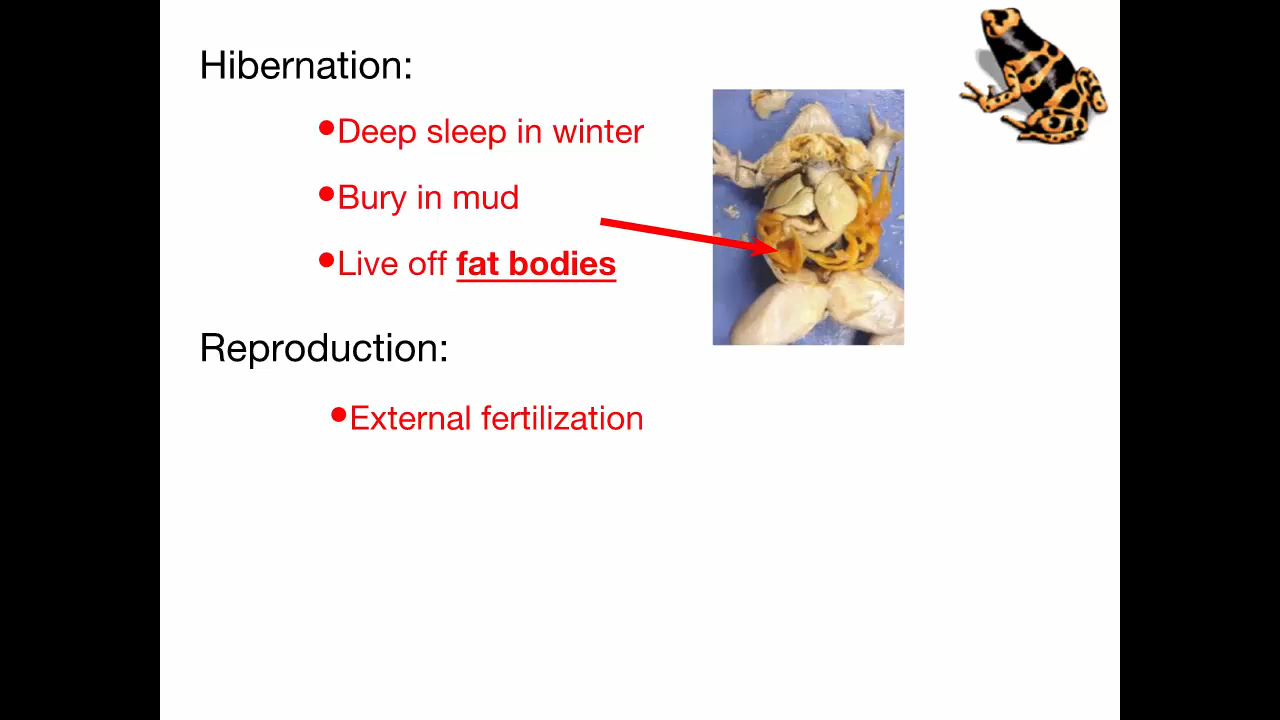 Hibernation:
•Deep sleep in winter
•Bury in mud
•Live off fat bodies
Reproduction:
•External fertilization